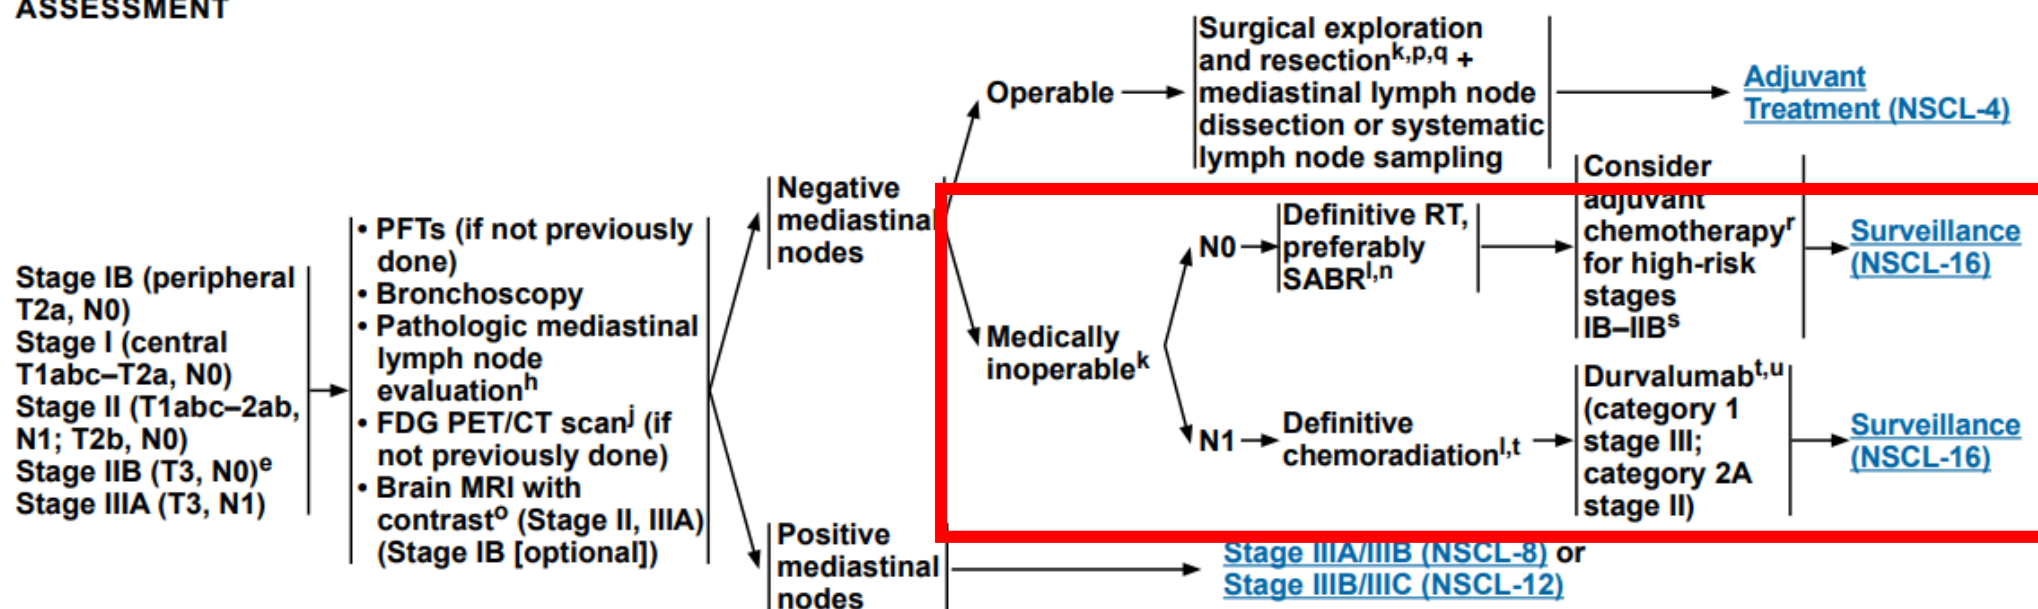 ASSESSMENT
Stage IB (peripheral
T2a, N0)
Stage I (central
T1abc–T2a, N0)
Stage II (T1abc–2ab,
N1; T2b, N0)
Stage IIB (T3, N0)e
Stage IIIA (T3, N1)
• PFTs (if not previously
done)
• Bronchoscopy
• Pathologic mediastinal
lymph node
evaluationh
• FDG PET/CT scanj (if
not previously done)
• Brain MRI with
contrasto (Stage II, IIIA)
(Stage IB [optional])
Negative
mediastinal
nodes
Operable
Surgical exploration
and resectionk,p,q +
mediastinal lymph node
dissection or systematic
lymph node sampling
Adjuvant
Treatment (NSCL-4)
Medically
inoperablek
N0
Definitive RT,
preferably
SABRl,n
Consider
adjuvant
chemotherapyr
for high-risk
stages
IB–IIBs
Surveillance
(NSCL-16)
N1
Definitive
chemoradiationl,t
Durvalumabt,u
(category 1
stage III;
category 2A
stage II)
Surveillance
(NSCL-16)
Positive
mediastinal
nodes
Stage IIIA/IIIB (NSCL-8) or
Stage IIIB/IIIC (NSCL-12)